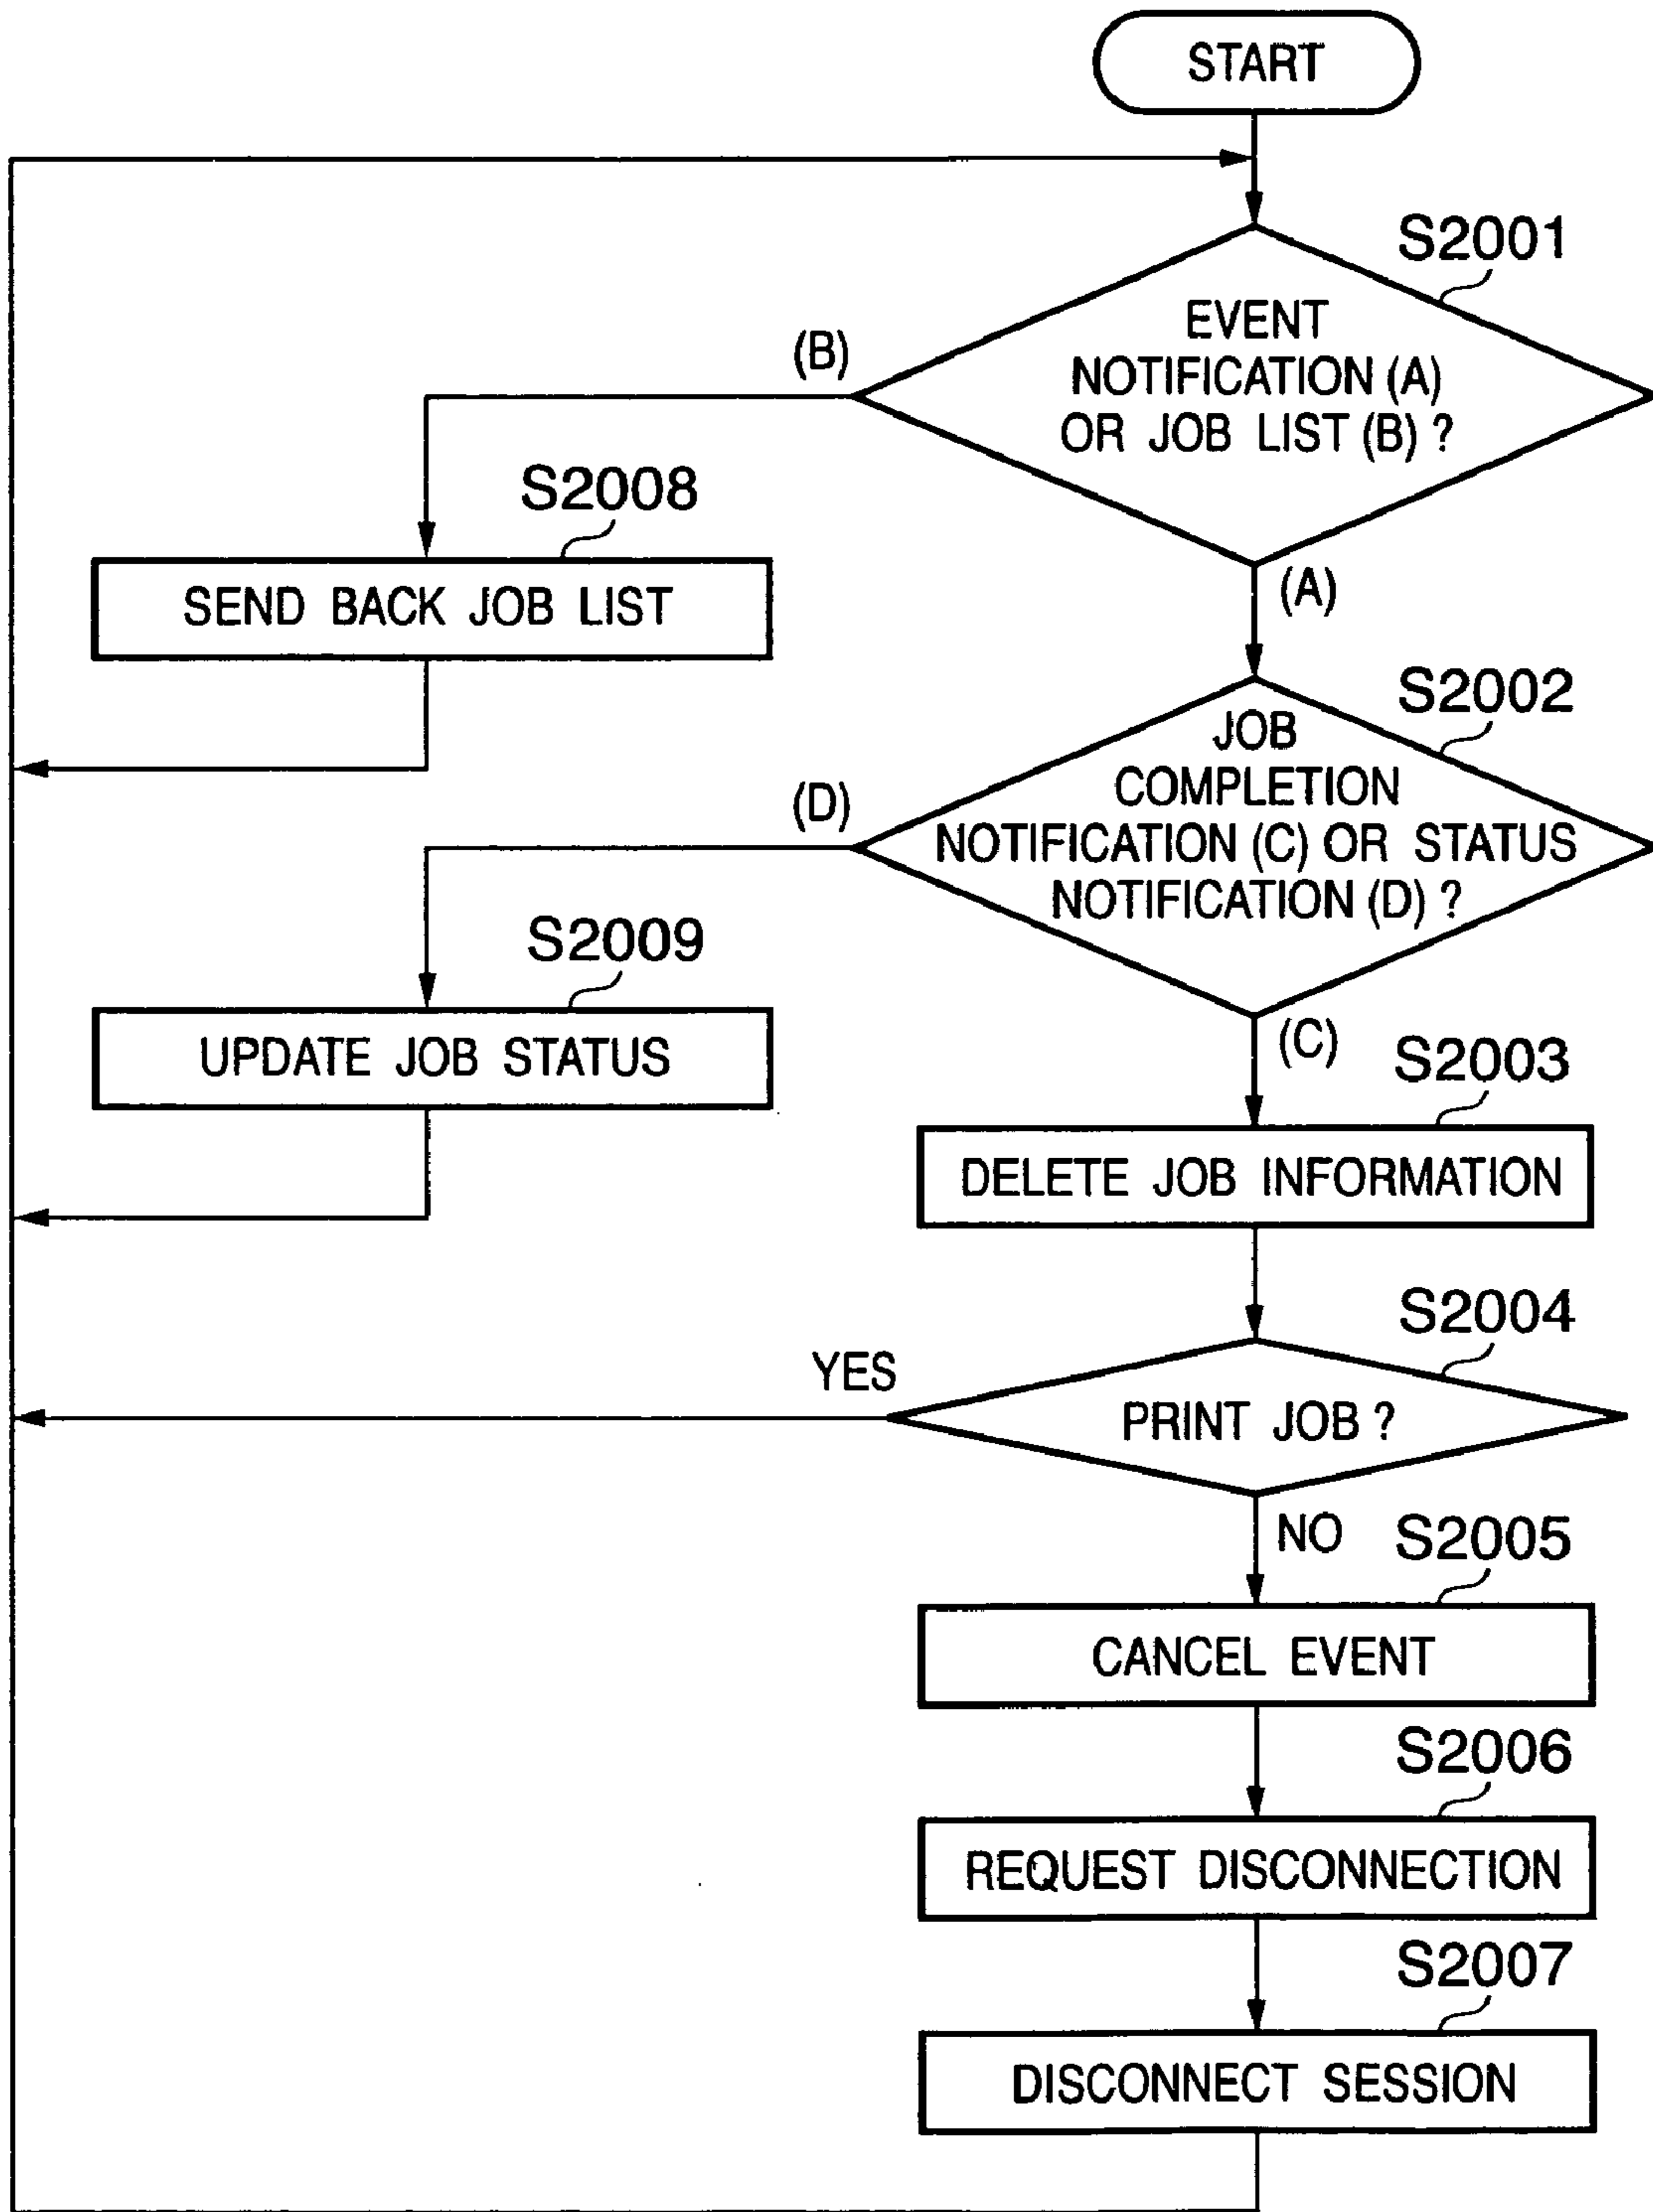 START
S2001
EVENT
NOTIFICATION (A)
OR JOB LIST (B) ?
(B)
(A)
S2008
SEND BACK JOB LIST
S2002
JOB
COMPLETION
NOTIFICATION (C) OR STATUS
NOTIFICATION (D) ?
(D)
(C)
S2009
UPDATE JOB STATUS
S2003
DELETE JOB INFORMATION
S2004
PRINT JOB ?
YES
NO
S2005
CANCEL EVENT
S2006
REQUEST DISCONNECTION
S2007
DISCONNECT SESSION